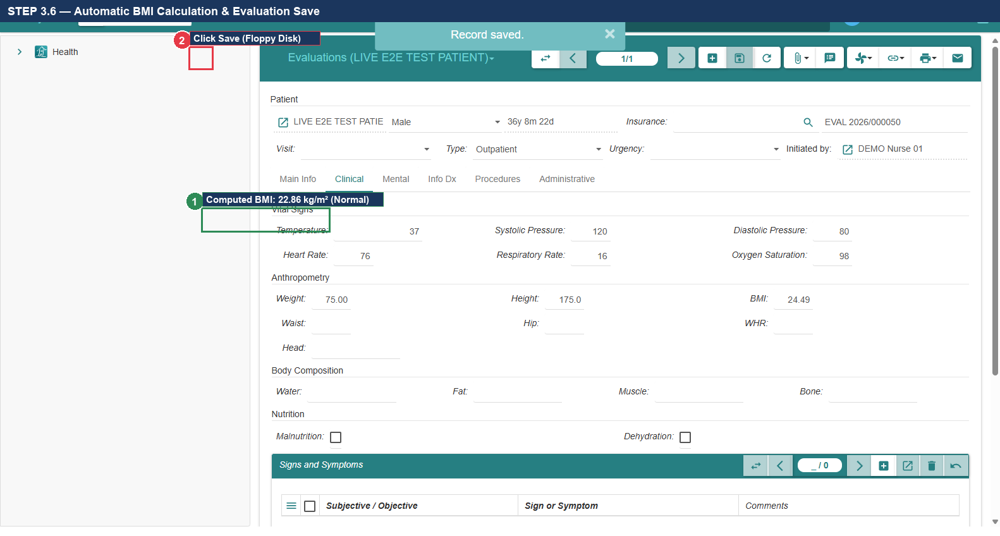 STEP 3.6 — Automatic BMI Calculation & Evaluation Save
Record saved.
2 Click Save (Floppy Disk)
Health
Evaluations (LIVE E2E TEST PATIENT)
1/1
Patient
LIVE E2E TEST PATIE Male 36y 8m 22d Insurance: EVAL 2026/000050
Visit: Type: Outpatient Urgency: Initiated by: DEMO Nurse 01
Main Info Clinical Mental Info Dx Procedures Administrative
1 Computed BMI: 22.86 kg/m² (Normal)
Vital Signs
Temperature: 37 Systolic Pressure: 120 Diastolic Pressure: 80
Heart Rate: 76 Respiratory Rate: 16 Oxygen Saturation: 98
Anthropometry
Weight: 75.00 Height: 175.0 BMI: 24.49
Waist: Hip: WHR:
Head:
Body Composition
Water: Fat: Muscle: Bone:
Nutrition
Malnutrition: Dehydration:
Signs and Symptoms
_ / 0
Subjective / Objective Sign or Symptom Comments